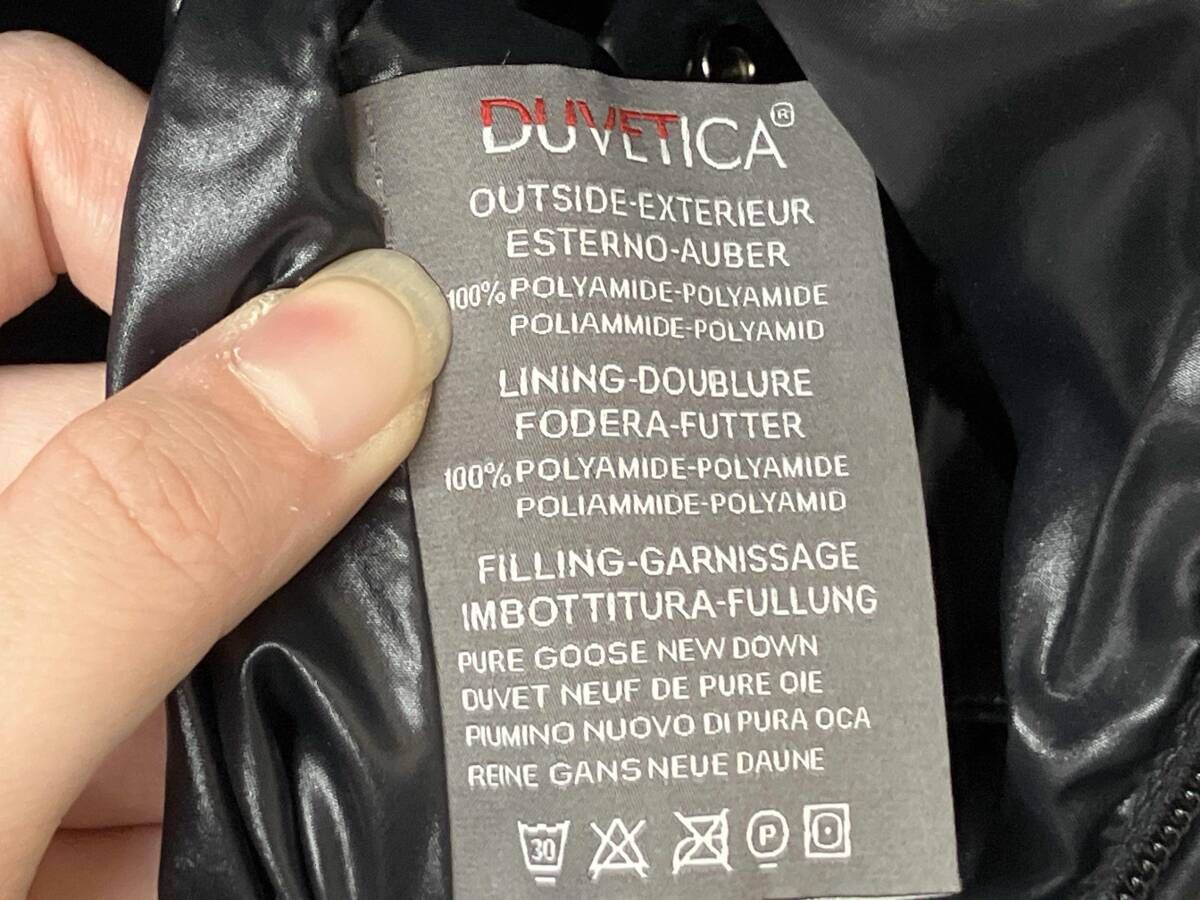 DUVETICA®
OUTSIDE-EXTERIEUR
ESTERNO-AUBER
100% POLYAMIDE-POLYAMIDE
POLIAMMIDE-POLYAMID
LINING-DOUBLURE
FODERA-FUTTER
100% POLYAMIDE-POLYAMIDE
POLIAMMIDE-POLYAMID
FILLING-GARNISSAGE
IMBOTTITURA-FULLUNG
PURE GOOSE NEW DOWN
DUVET NEUF DE PURE OIE
PIUMINO NUOVO DI PURA OCA
REINE GANS NEUE DAUNE
30 P